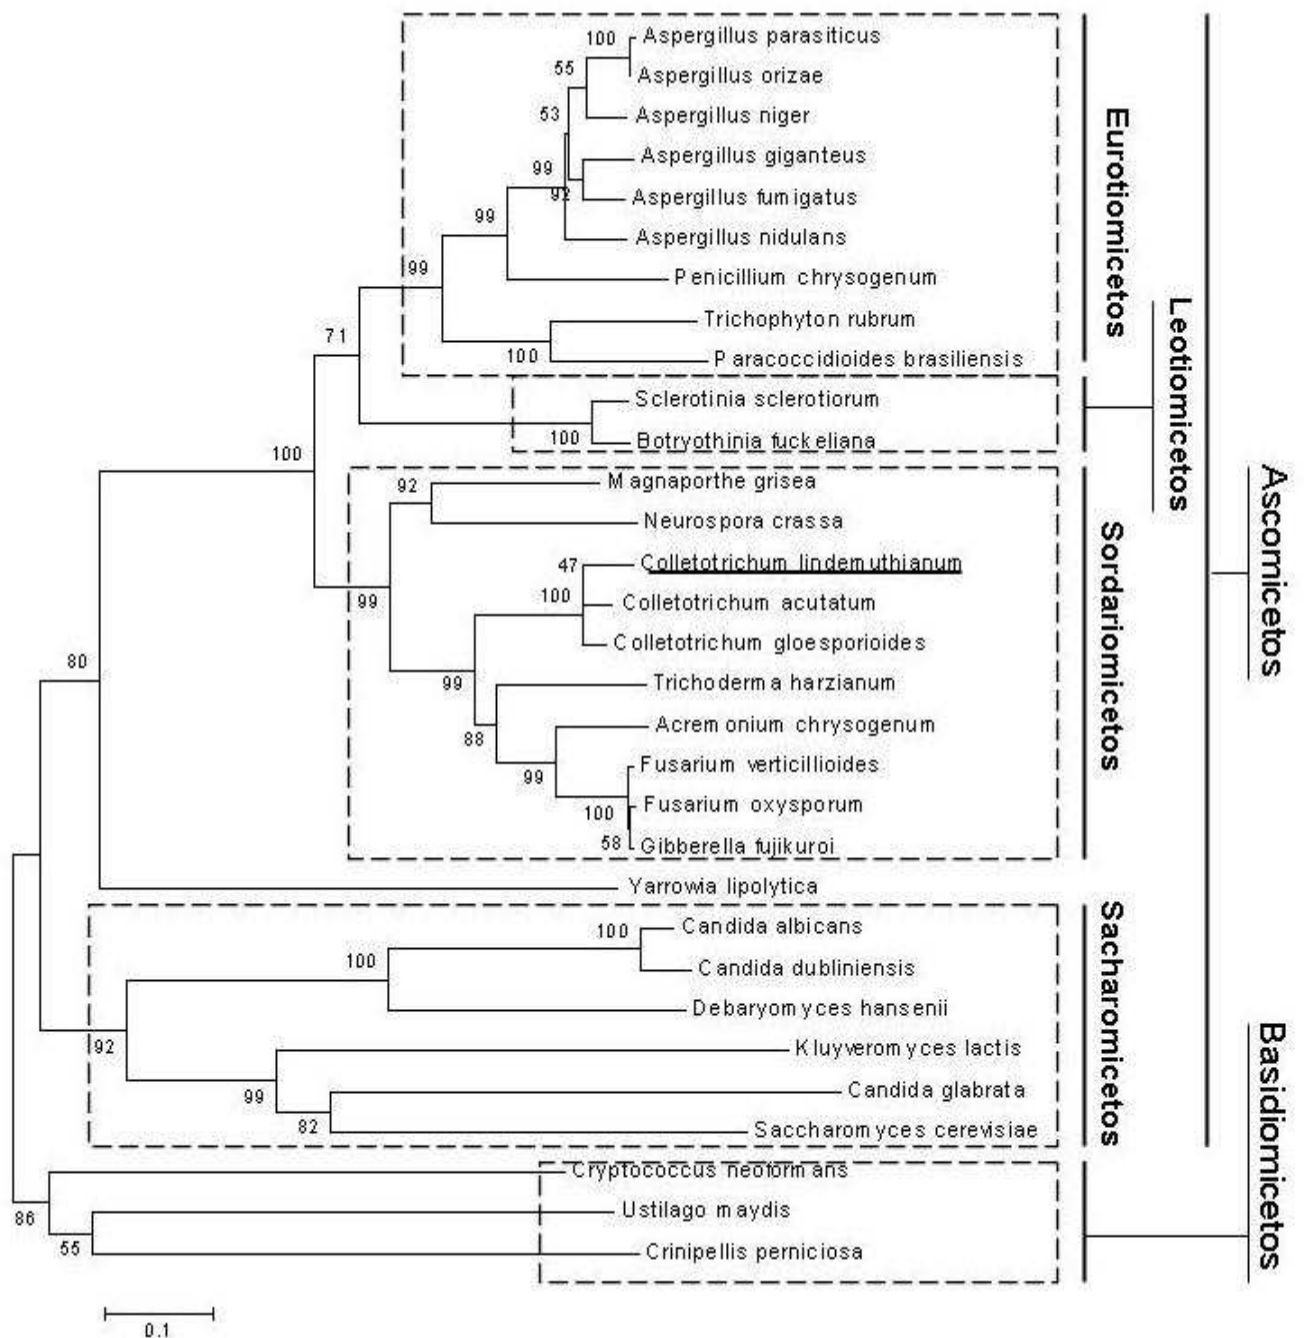 100
Aspergillus parasiticus
Aspergillus orizae
55
Aspergillus niger
53
Aspergillus giganteus
99
92
Aspergillus fumigatus
99
Aspergillus nidulans
99
Penicillium chrysogenum
Trichophyton rubrum
71
100
Paracoccidioides brasiliensis
Sclerotinia sclerotiorum
100
Botryothinia fuckeliana
100
92
Magnaporthe grisea
Neurospora crassa
47
Colletotrichum lindemuthianum
99
100
Colletotrichum acutatum
Colletotrichum gloesporioides
80
99
Trichoderma harzianum
88
Acremonium chrysogenum
99
Fusarium verticillioides
100
Fusarium oxysporum
58
Gibberella fujikuroi
Yarrowia lipolytica
100
Candida albicans
100
Candida dubliniensis
Debaryomyces hansenii
92
Kluyveromyces lactis
99
Candida glabrata
82
Saccharomyces cerevisiae
Cryptococcus neoformans
86
Ustilago maydis
55
Crinipellis perniciosa
0.1
Eurotiomicetos
Leotiomicetos
Sordariomicetos
Ascomicetos
Sacharomicetos
Basidiomicetos